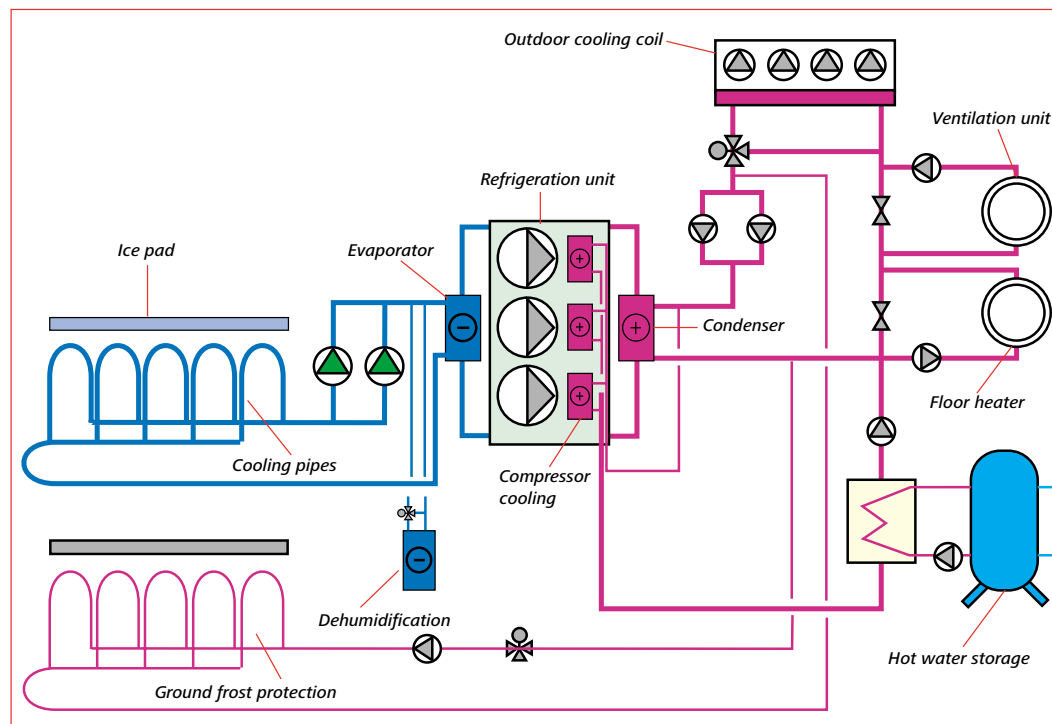 Outdoor cooling coil
Ventilation unit
Refrigeration unit
Ice pad
Evaporator
Condenser
Floor heater
Cooling pipes
Compressor
cooling
Dehumidification
Hot water storage
Ground frost protection